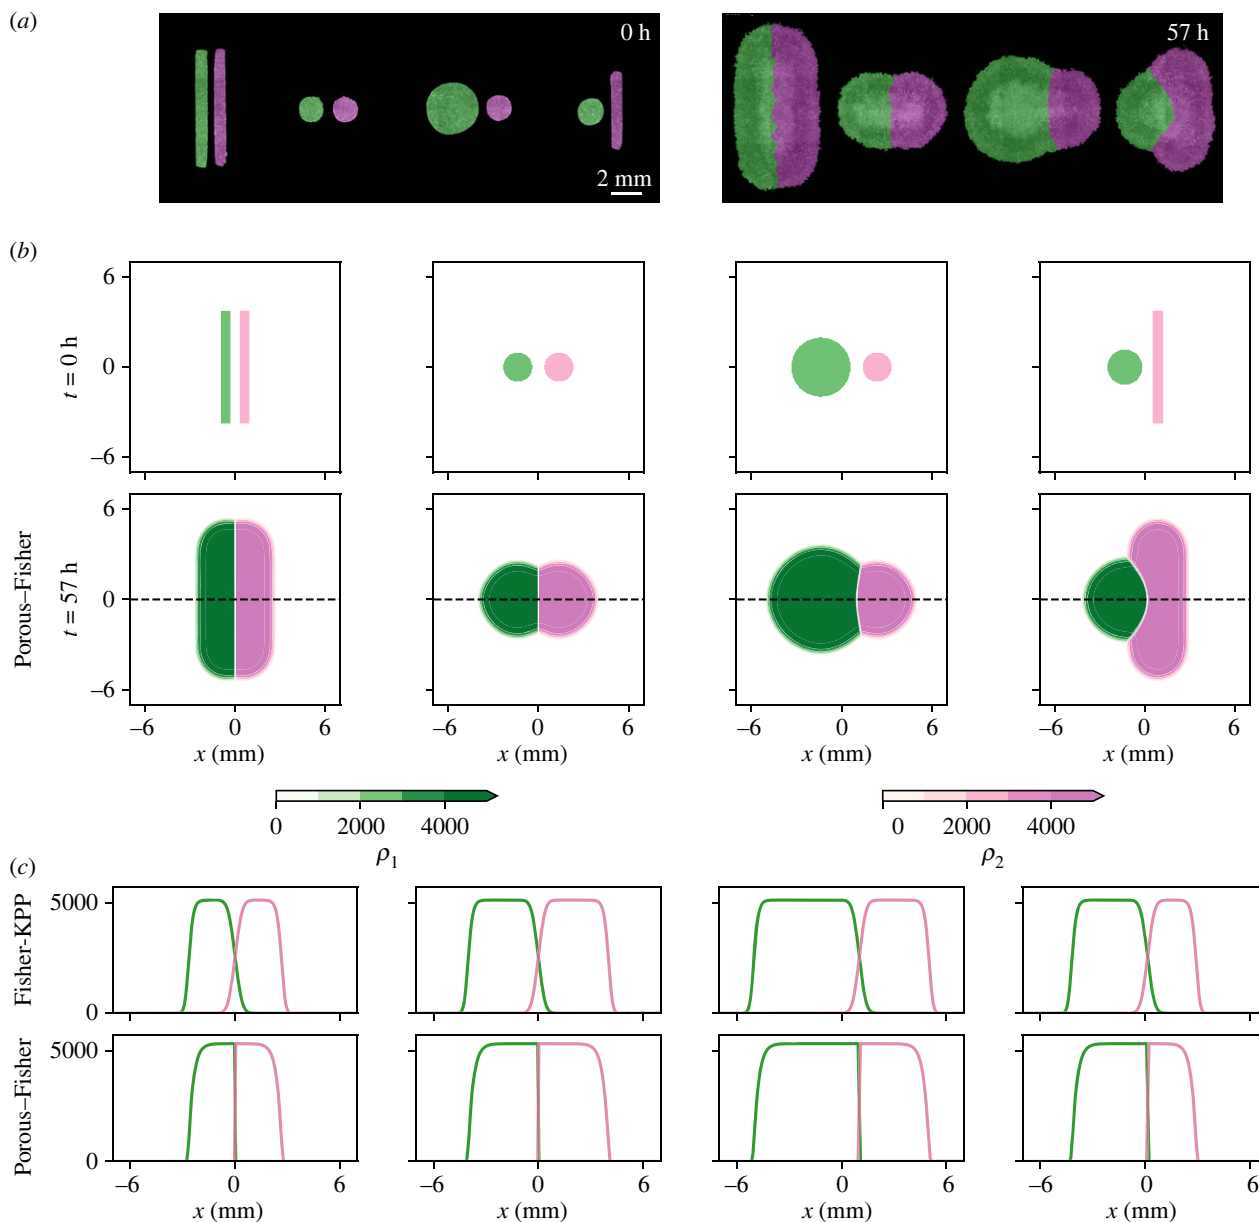 (a)
0 h
57 h
2 mm
(b)
t = 0 h
6
0
–6
Porous–Fisher
t = 57 h
6
0
–6
–6 0 6 –6 0 6 –6 0 6 –6 0 6
x (mm) x (mm) x (mm) x (mm)
0 2000 4000
ρ1
0 2000 4000
ρ2
(c)
Fisher-KPP
5000
0
Porous–Fisher
5000
0
–6 0 6 –6 0 6 –6 0 6 –6 0 6
x (mm) x (mm) x (mm) x (mm)